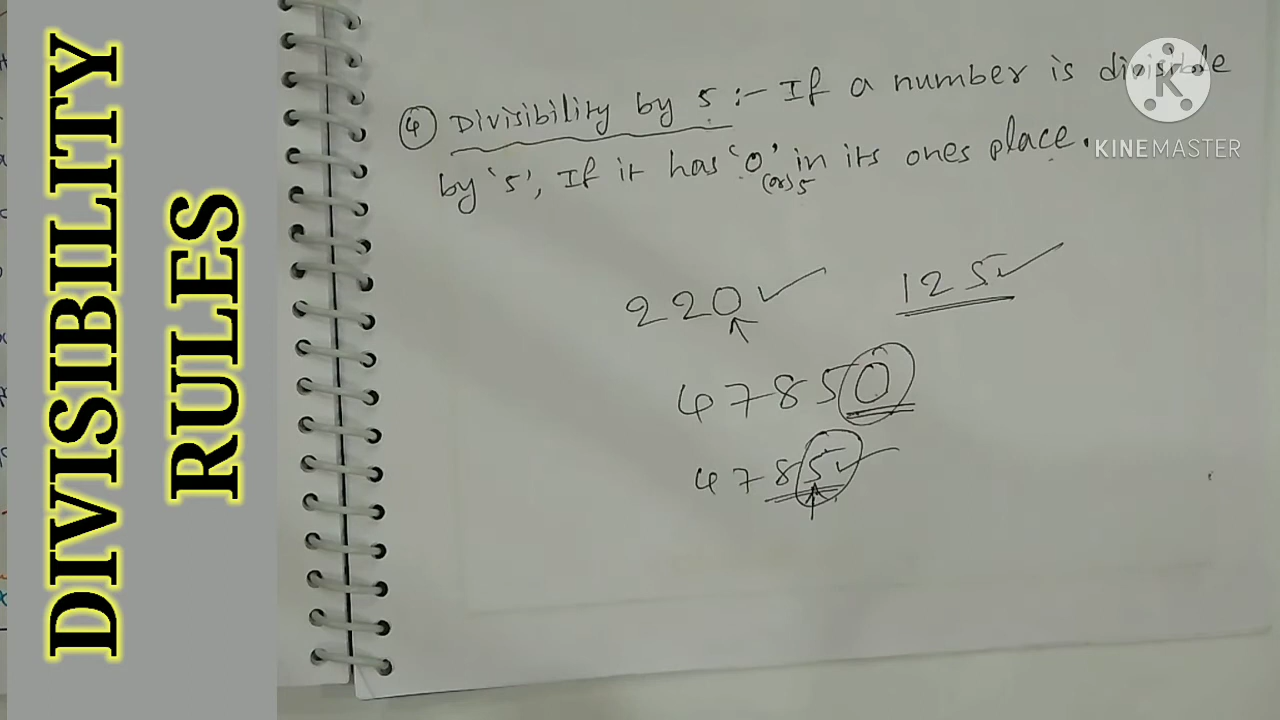 DIVISIBILITY
RULES
④ Divisibility by 5 :- If a number is divisible
by '5', If it has '0' in its ones place.
(or) 5
220 ✓ 125 ✓
47850
4785 ✓
K
KINEMASTER